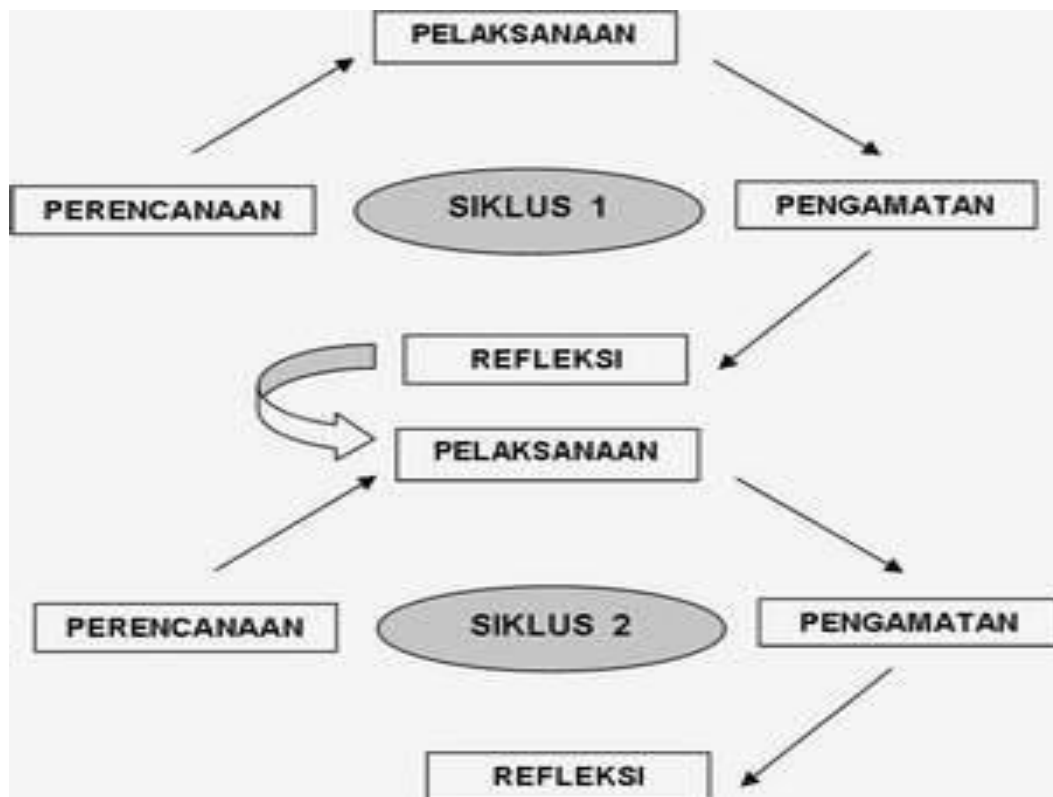 PELAKSANAAN
PERENCANAAN
SIKLUS 1
PENGAMATAN
REFLEKSI
PELAKSANAAN
PERENCANAAN
SIKLUS 2
PENGAMATAN
REFLEKSI